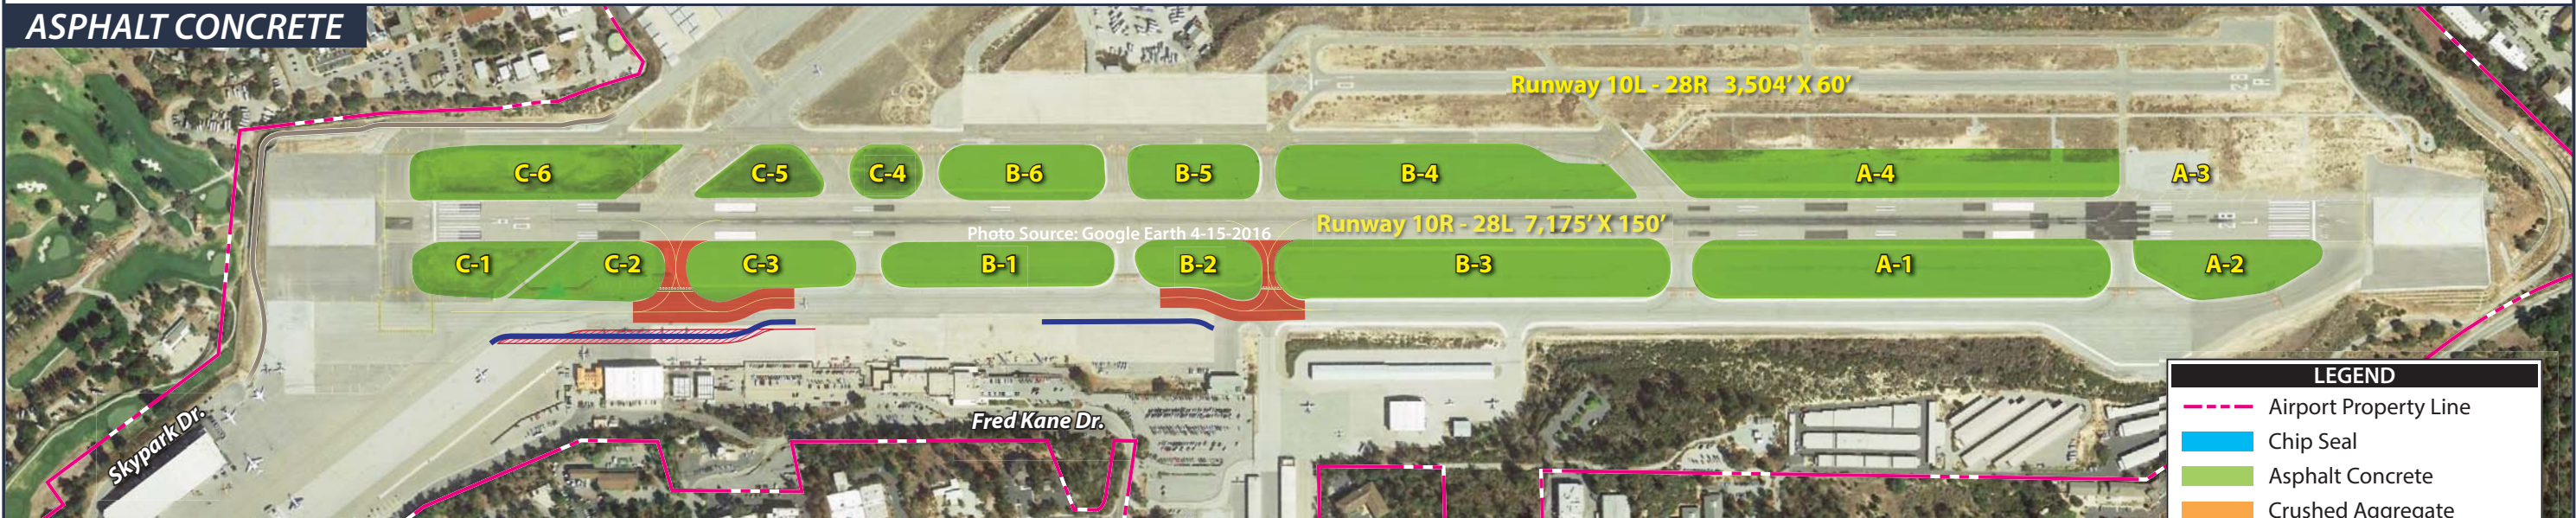 ASPHALT CONCRETE
Runway 10L - 28R 3,504’ X 60’
C-6
C-5
C-4
B-6
B-5
B-4
A-4
A-3
Runway 10R - 28L 7,175’ X 150’
Photo Source: Google Earth 4-15-2016
C-1
C-2
C-3
B-1
B-2
B-3
A-1
A-2
Skypark Dr.
Fred Kane Dr.
LEGEND
Airport Property Line
Chip Seal
Asphalt Concrete
Crushed Aggregate